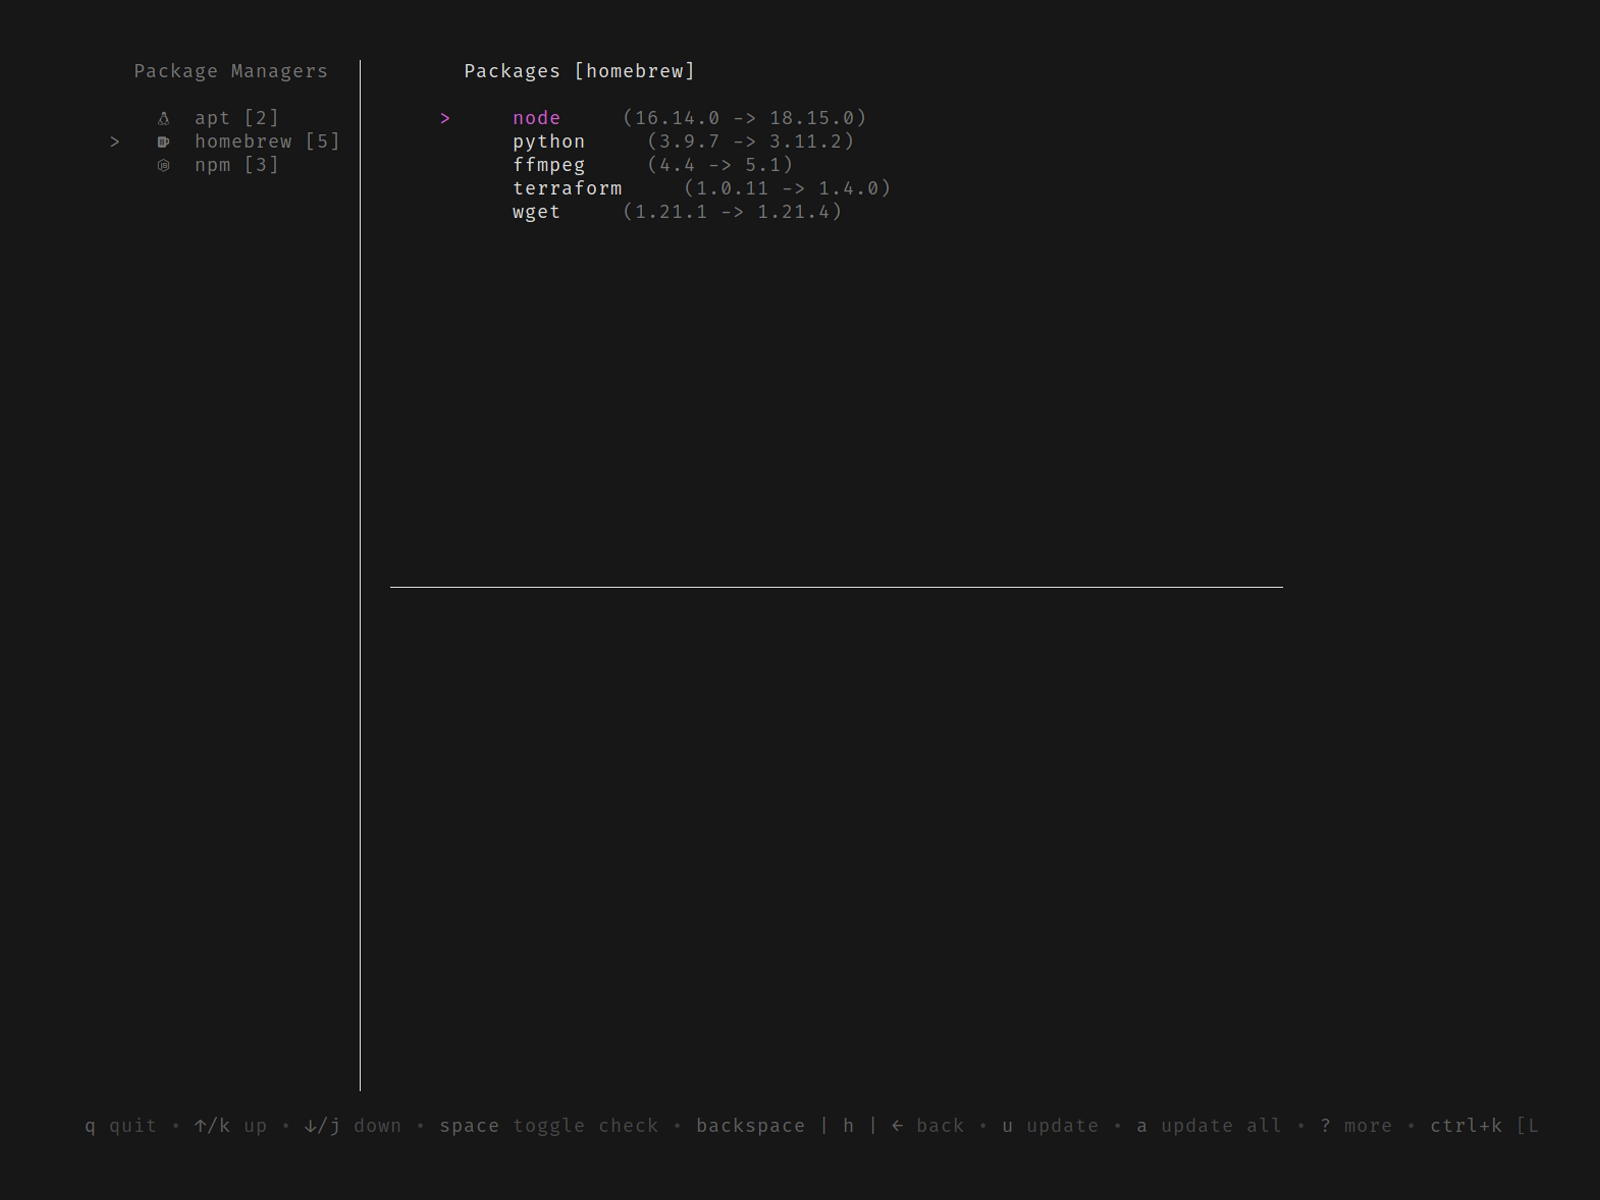 Package Managers
apt [2]
> homebrew [5]
npm [3]
Packages [homebrew]
> node (16.14.0 -> 18.15.0)
python (3.9.7 -> 3.11.2)
ffmpeg (4.4 -> 5.1)
terraform (1.0.11 -> 1.4.0)
wget (1.21.1 -> 1.21.4)
q quit • ↑/k up • ↓/j down • space toggle check • backspace | h | ← back • u update • a update all • ? more • ctrl+k [L